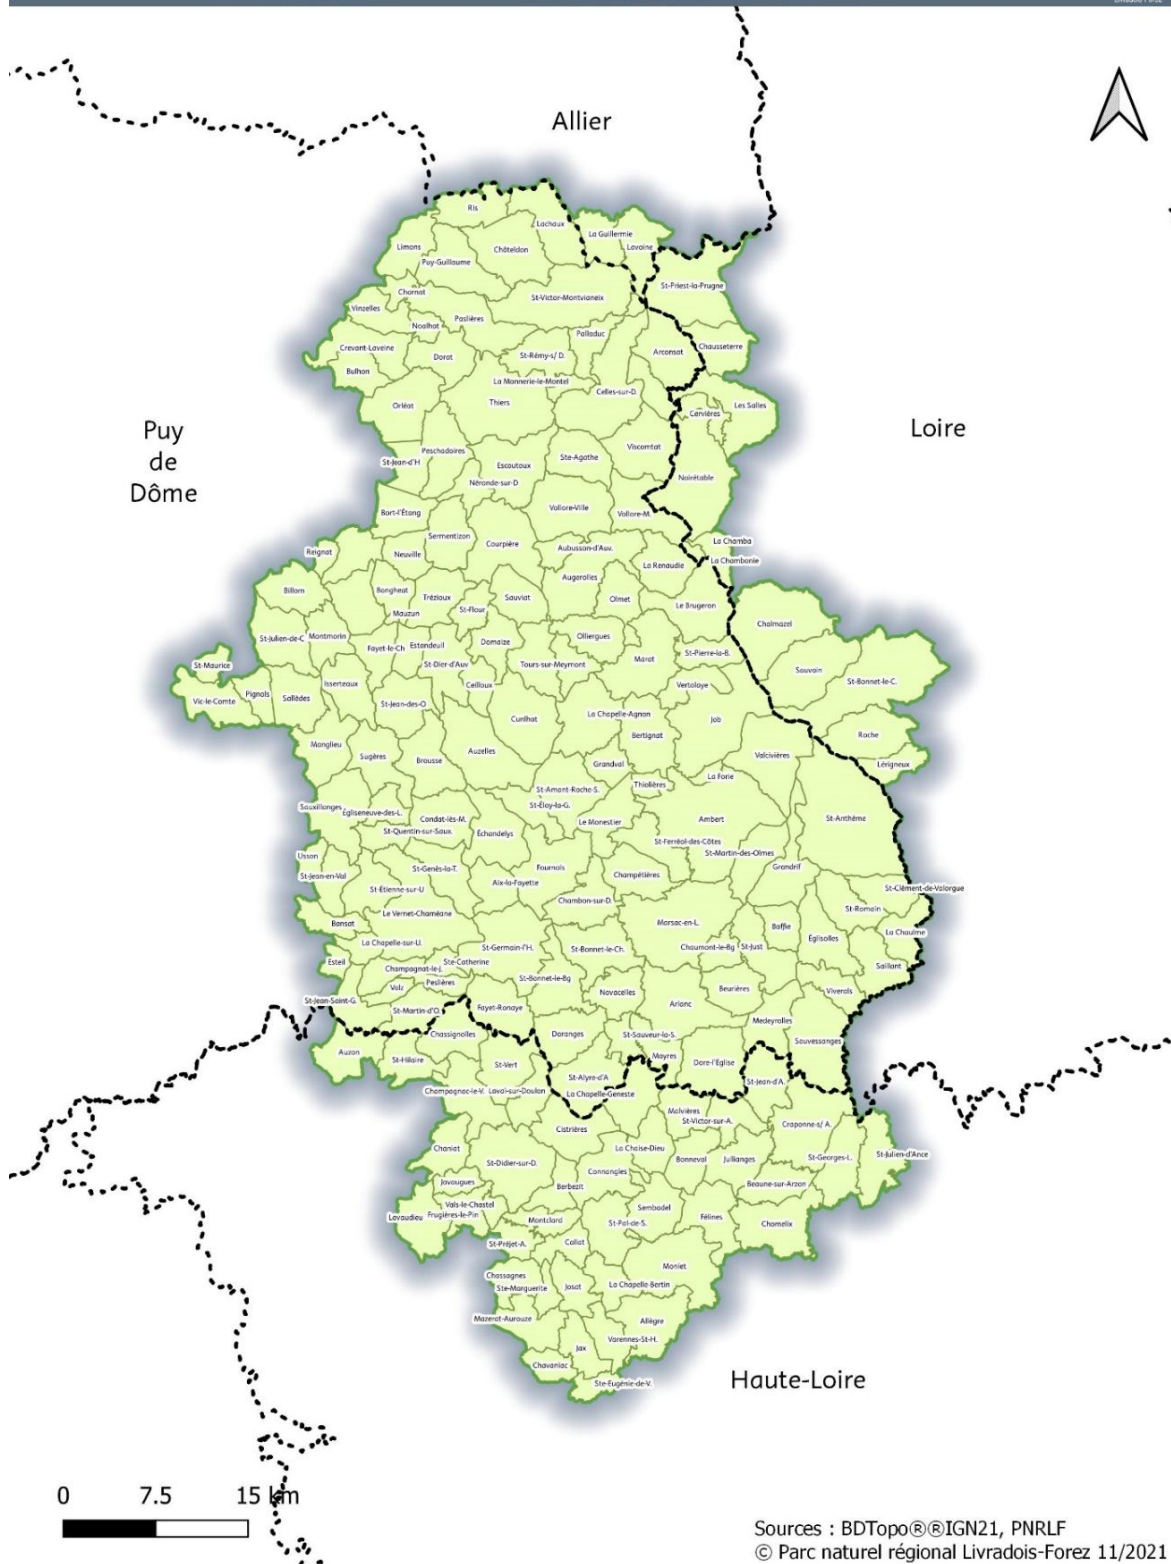 Livradois-Forez
Allier
Ris
Lachaux
La Guillermie
Lavoine
Limons
Châteldon
Puy-Guillaume
St-Priest-la-Prugne
Charnat
St-Victor-Montvianeix
Vinzelles
Paslières
Noalhat
Palladuc
Crevant-Laveine
Dorat
St-Rémy-s/ D.
Arconsat
Chausseterre
Bulhon
La Monnerie-le-Montel
Celles-sur-D.
Thiers
Orléat
Les Salles
Cervières
Puy
de
Dôme
Loire
Viscomtat
Peschadoires
Ste-Agathe
St-Jean-d'H
Escoutoux
Noirétable
Néronde-sur-D
Vollore-Ville
Bort-l'Étang
Vollore-M.
Sermentizon
Courpière
La Chamba
Reignat
Neuville
Aubusson-d'Auv.
La Chambonie
La Renaudie
Augerolles
Billom
Bongheat
Trézioux
Sauviat
Olmet
Le Brugeron
Mauzun
St-Flour
Chalmazel
St-Julien-de-C
Montmorin
Olliergues
Fayet-le-Ch
Estandeuil
Domaize
St-Pierre-la-B.
St-Maurice
St-Dier-d'Auv
Tours-sur-Meymont
Marat
Sauvain
St-Bonnet-le-C.
Isserteaux
Ceilloux
Vertolaye
Vic-le-Comte
Pignols
Sallèdes
St-Jean-des-O
Cunlhat
La Chapelle-Agnon
Job
Bertignat
Roche
Manglieu
Sugères
Brousse
Auzelles
Valcivières
Grandval
Lérigneux
La Forie
St-Amant-Roche-S.
Thiolières
Sauxillanges
Égliseneuve-des-L.
St-Éloy-la-G.
Condat-lès-M.
Le Monestier
Ambert
St-Anthème
St-Quentin-sur-Saux.
Échandelys
St-Ferréol-des-Côtes
St-Martin-des-Olmes
Usson
St-Jean-en-Val
St-Genès-la-T.
Fournols
Champétières
Grandrif
St-Étienne-sur-U
Aix-la-Fayette
St-Clément-de-Valorgue
Chambon-sur-D.
Le Vernet-Chaméane
St-Romain
Bansat
Marsac-en-L.
Baffie
Églisolles
La Chaulme
La Chapelle-sur-U.
St-Germain-l'H.
St-Bonnet-le-Ch.
Chaumont-le-Bg
St-Just
Esteil
Ste-Catherine
Saillant
Champagnat-le-J.
St-Bonnet-le-Bg
Peslières
Valz
Novacelles
Beurières
Viverols
St-Jean-Saint-G.
St-Martin-d'O.
Fayet-Ronaye
Arlanc
Medeyrolles
Chassignolles
Doranges
St-Sauveur-la-S.
Sauvessanges
Auzon
St-Hilaire
St-Vert
Mayres
Dore-l'Église
St-Alyre-d'A
St-Jean-d'A.
Champagnac-le-V.
Laval-sur-Doulon
La Chapelle-Geneste
Malvières
St-Victor-sur-A.
Craponne-s/ A.
Cistrières
Chaniat
La Chaise-Dieu
St-Didier-sur-D.
Bonneval
Jullianges
St-Georges-L.
St-Julien-d'Ance
Connangles
Javaugues
Berbezit
Beaune-sur-Arzon
Vals-le-Chastel
Sembadel
Lavaudieu
Frugières-le-Pin
Montclard
St-Pal-de-S.
Félines
Chomelix
St-Préjet-A.
Collat
Monlet
Chassagnes
Ste-Marguerite
Josat
La Chapelle-Bertin
Mazerat-Aurouze
Allègre
Varennes-St-H.
Jax
Chavaniac
Ste-Eugénie-de-V.
Haute-Loire
0 7.5 15 km
Sources : BDTopo®®IGN21, PNRLF
© Parc naturel régional Livradois-Forez 11/2021